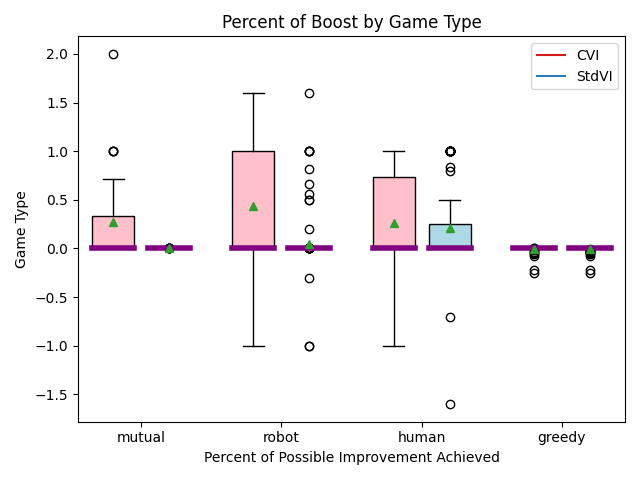 Percent of Boost by Game Type
CVI
StdVI
Game Type
2.0
1.5
1.0
0.5
0.0
−0.5
−1.0
−1.5
mutual
robot
human
greedy
Percent of Possible Improvement Achieved